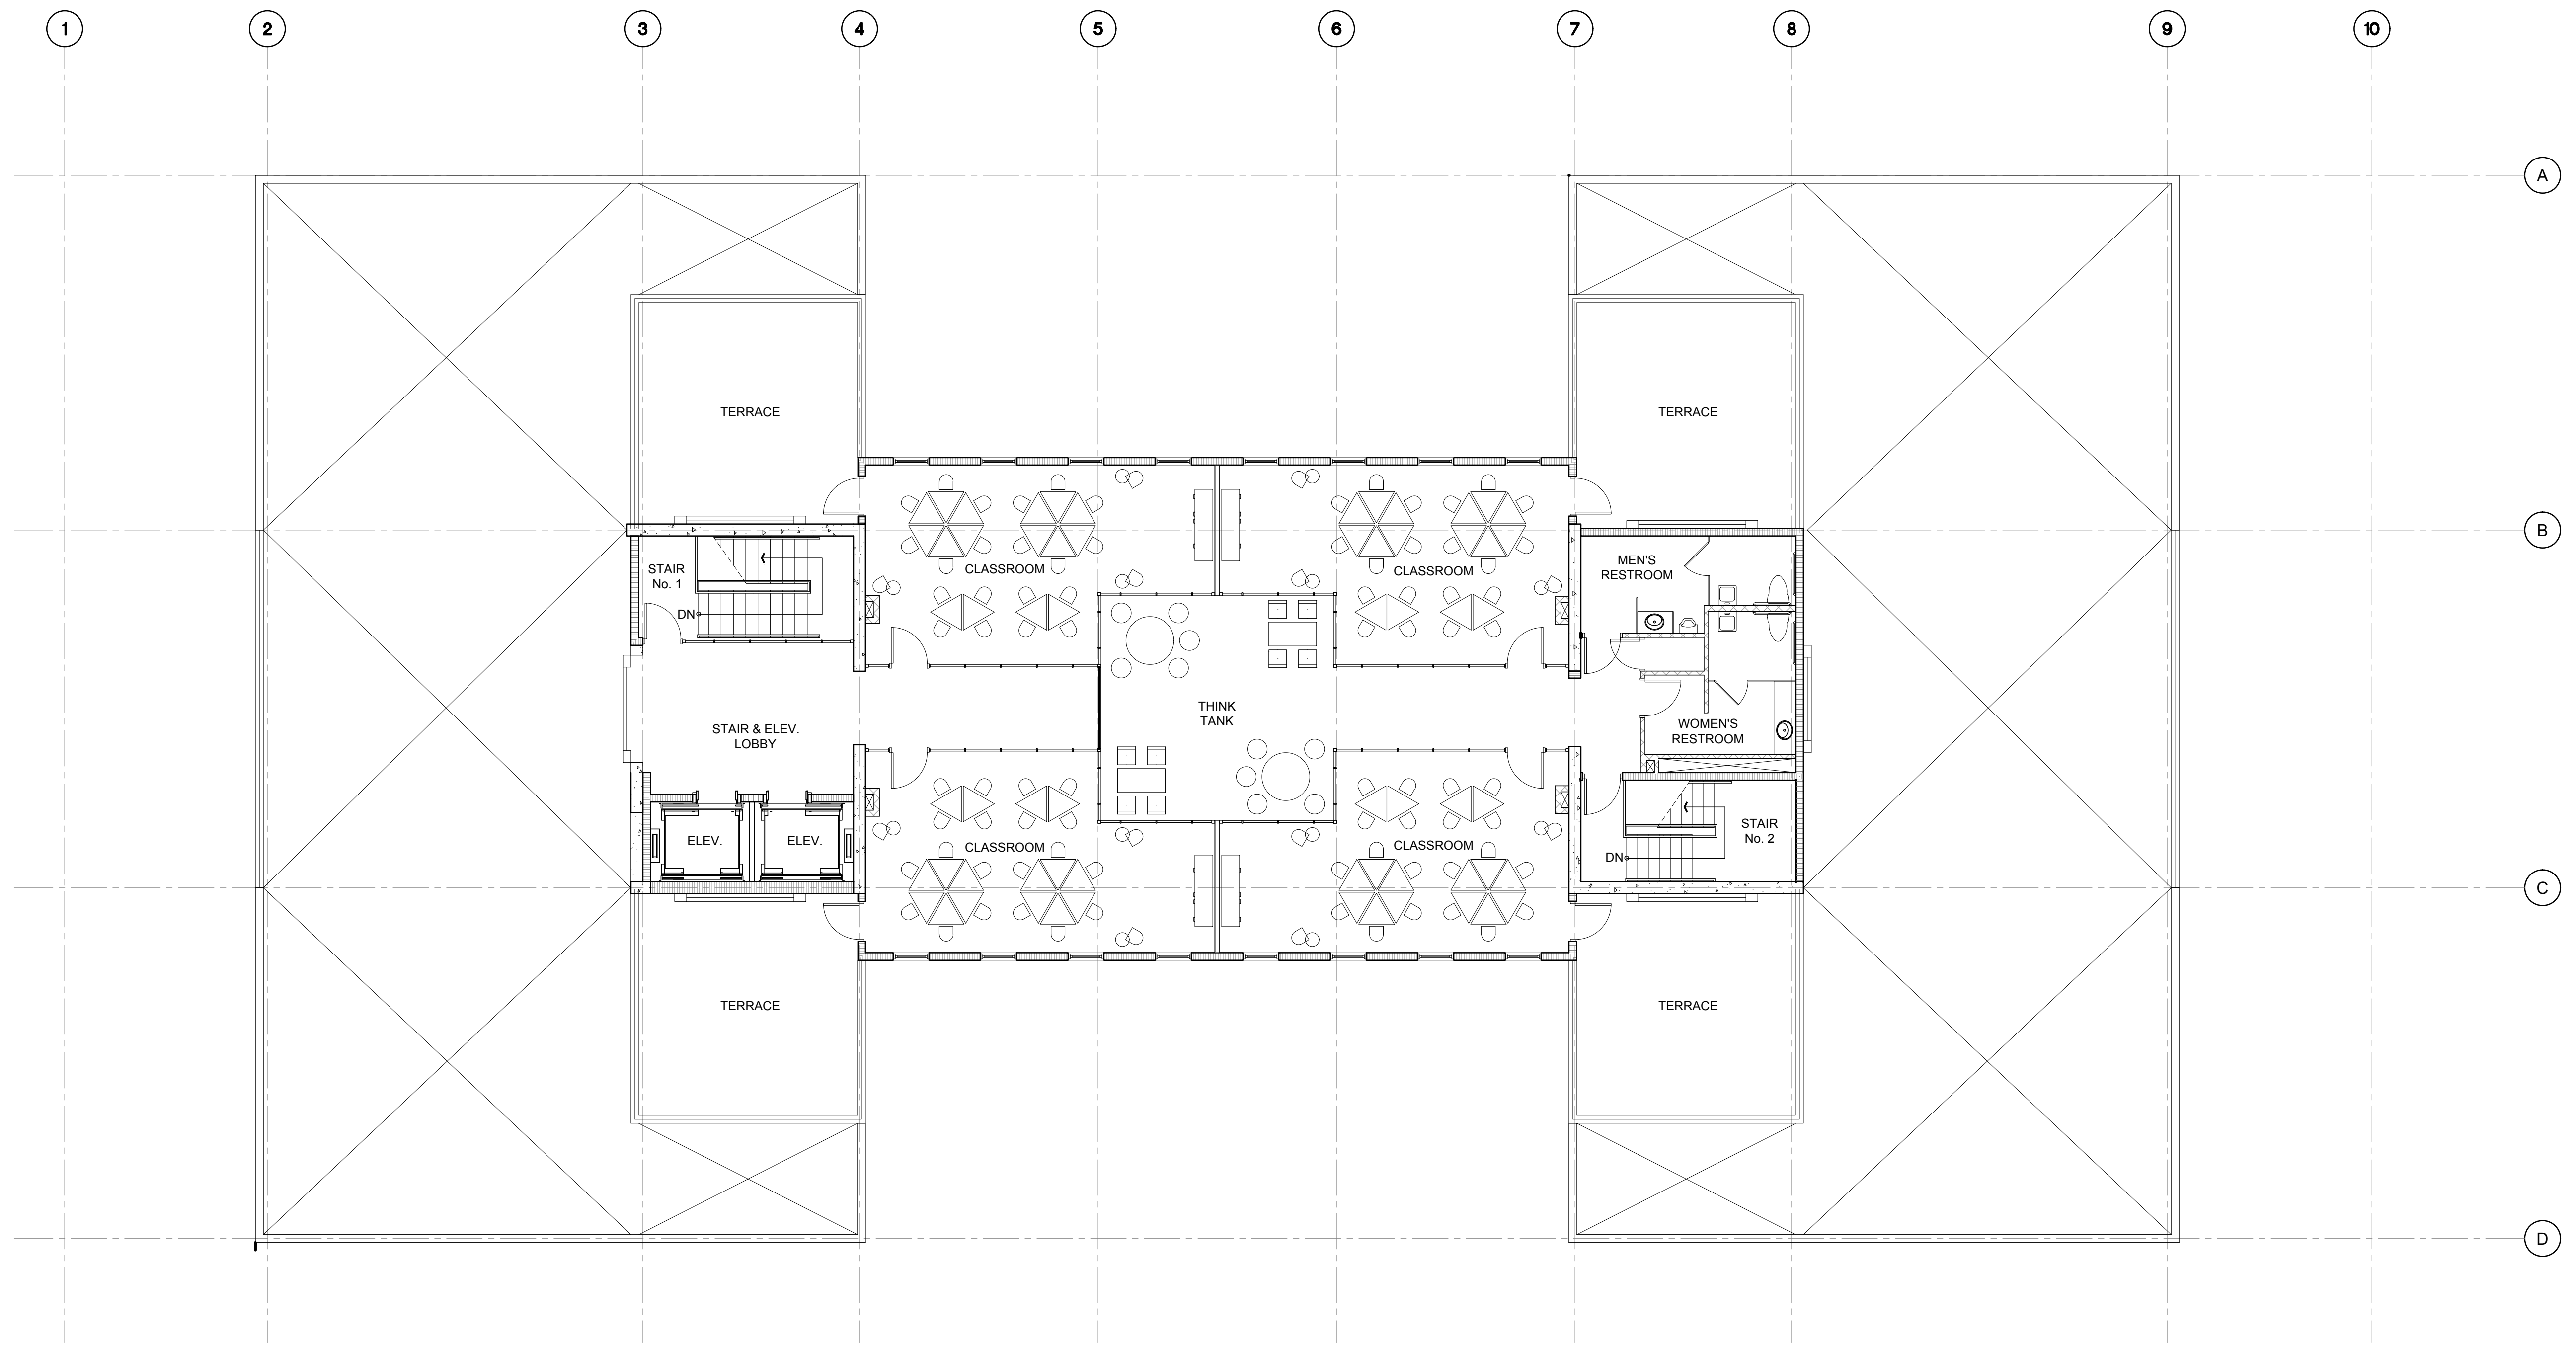 1 2 3 4 5 6 7 8 9 10
A
TERRACE TERRACE
B
STAIR
No. 1
DN
CLASSROOM
CLASSROOM
MEN'S
RESTROOM
THINK
TANK
STAIR & ELEV.
LOBBY
WOMEN'S
RESTROOM
ELEV. ELEV.
CLASSROOM
CLASSROOM
STAIR
No. 2
DN
C
TERRACE TERRACE
D